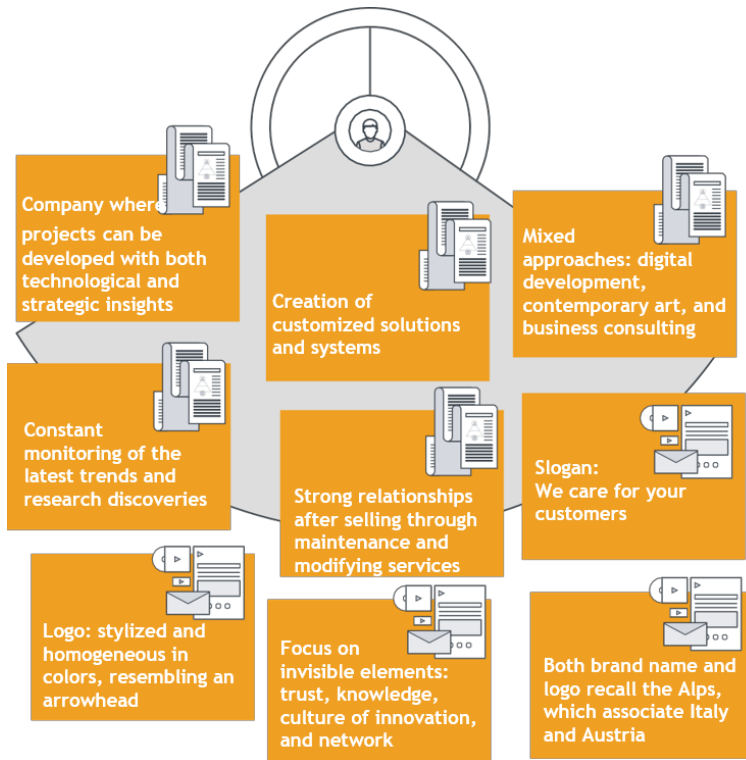 Company where
projects can be
developed with both
technological and
strategic insights
Creation of
customized solutions
and systems
Mixed
approaches: digital
development,
contemporary art, and
business consulting
Constant
monitoring of the
latest trends and
research discoveries
Strong relationships
after selling through
maintenance and
modifying services
Slogan:
We care for your
customers
Logo: stylized and
homogeneous in
colors, resembling an
arrowhead
Focus on
invisible elements:
trust, knowledge,
culture of innovation,
and network
Both brand name and
logo recall the Alps,
which associate Italy
and Austria